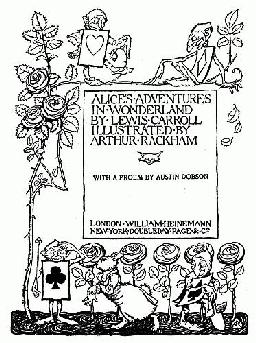 ALICE'S·ADVENTURES
IN·WONDERLAND
BY·LEWIS·CARROLL
ILLUSTRATED·BY
ARTHUR·RACKHAM
WITH A PROEM BY AUSTIN DOBSON
LONDON·WILLIAM·HEINEMANN
NEW·YORK·DOUBLEDAY·PAGE·&·Co